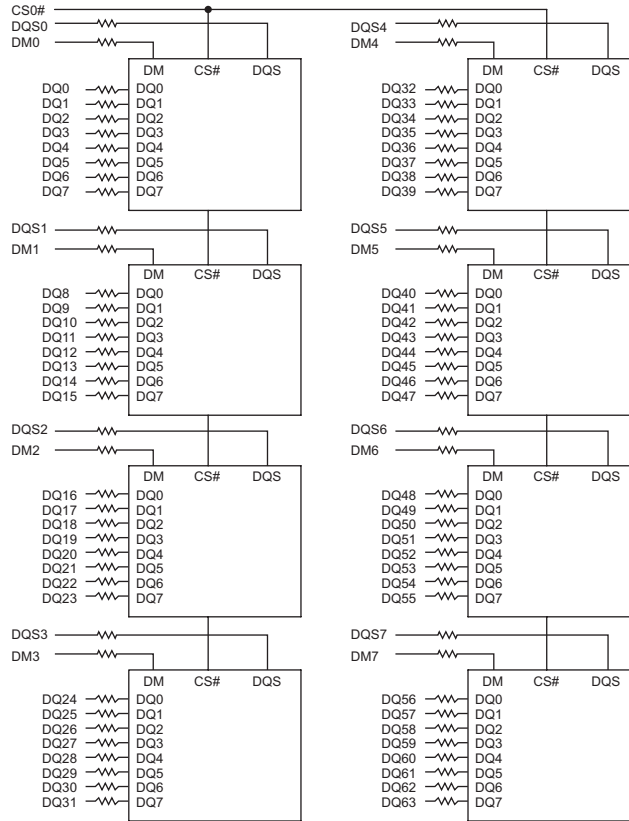 CS0#
DQS0
DM0
DM CS# DQS
DQ0 DQ0
DQ1 DQ1
DQ2 DQ2
DQ3 DQ3
DQ4 DQ4
DQ5 DQ5
DQ6 DQ6
DQ7 DQ7
DQS1
DM1
DM CS# DQS
DQ8 DQ0
DQ9 DQ1
DQ10 DQ2
DQ11 DQ3
DQ12 DQ4
DQ13 DQ5
DQ14 DQ6
DQ15 DQ7
DQS2
DM2
DM CS# DQS
DQ16 DQ0
DQ17 DQ1
DQ18 DQ2
DQ19 DQ3
DQ20 DQ4
DQ21 DQ5
DQ22 DQ6
DQ23 DQ7
DQS3
DM3
DM CS# DQS
DQ24 DQ0
DQ25 DQ1
DQ26 DQ2
DQ27 DQ3
DQ28 DQ4
DQ29 DQ5
DQ30 DQ6
DQ31 DQ7
DQS4
DM4
DM CS# DQS
DQ32 DQ0
DQ33 DQ1
DQ34 DQ2
DQ35 DQ3
DQ36 DQ4
DQ37 DQ5
DQ38 DQ6
DQ39 DQ7
DQS5
DM5
DM CS# DQS
DQ40 DQ0
DQ41 DQ1
DQ42 DQ2
DQ43 DQ3
DQ44 DQ4
DQ45 DQ5
DQ46 DQ6
DQ47 DQ7
DQS6
DM6
DM CS# DQS
DQ48 DQ0
DQ49 DQ1
DQ50 DQ2
DQ51 DQ3
DQ52 DQ4
DQ53 DQ5
DQ54 DQ6
DQ55 DQ7
DQS7
DM7
DM CS# DQS
DQ56 DQ0
DQ57 DQ1
DQ58 DQ2
DQ59 DQ3
DQ60 DQ4
DQ61 DQ5
DQ62 DQ6
DQ63 DQ7